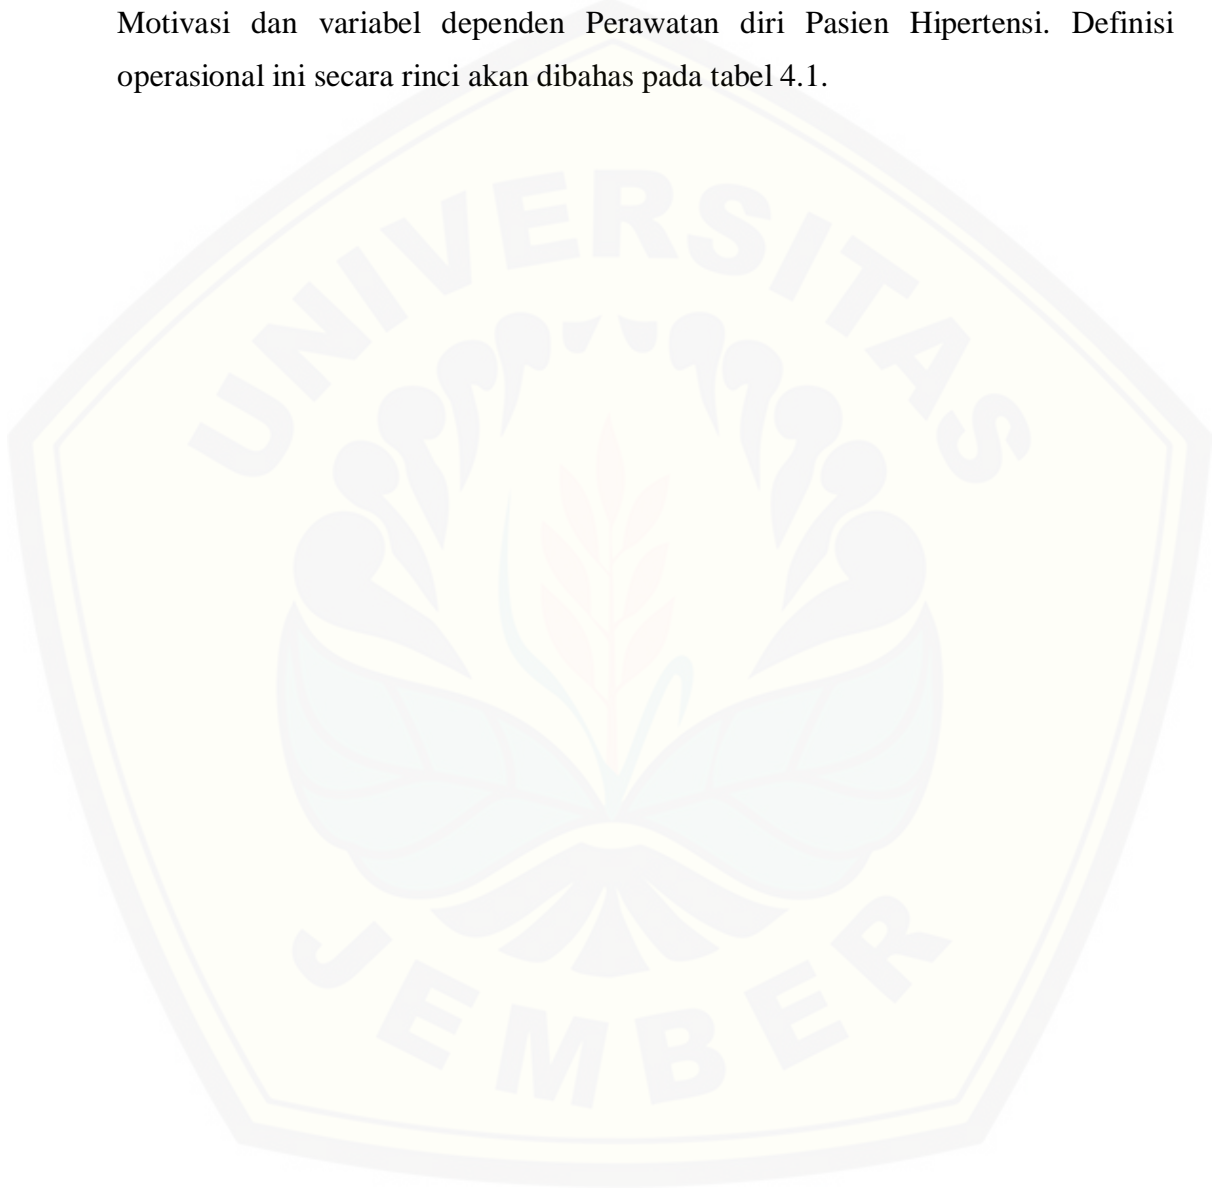 Motivasi dan variabel dependen Perawatan diri Pasien Hipertensi. Definisi
operasional ini secara rinci akan dibahas pada tabel 4.1.
UNIVERSITAS
JEMBER